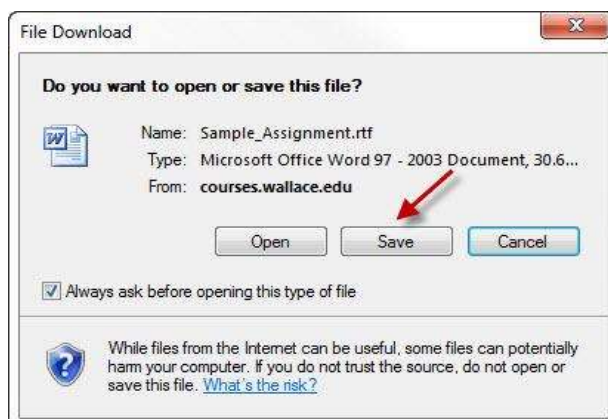 File Download
Do you want to open or save this file?
Name: Sample_Assignment.rtf
Type: Microsoft Office Word 97 - 2003 Document, 30.6...
From: courses.wallace.edu
Open Save Cancel
Always ask before opening this type of file
While files from the Internet can be useful, some files can potentially
harm your computer. If you do not trust the source, do not open or
save this file. What's the risk?